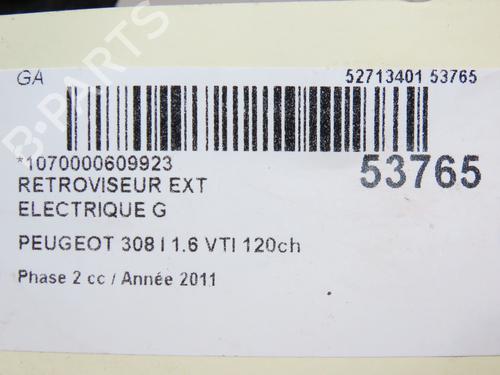 GA
52713401 53765
*1070000609923
53765
RETROVISEUR EXT
ELECTRIQUE G
PEUGEOT 308 I 1.6 VTI 120ch
Phase 2 cc / Année 2011
B-PARTS